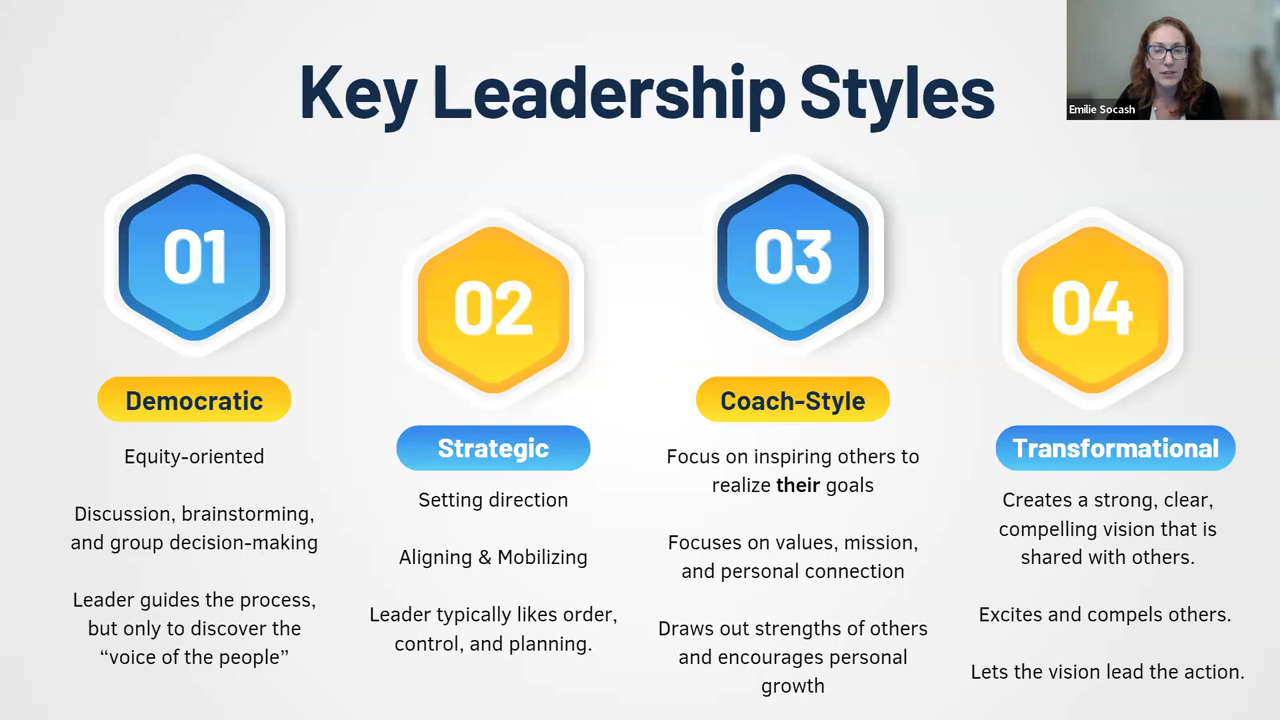 Key Leadership Styles
Emilie Socash
01
Democratic
Equity-oriented
Discussion, brainstorming,
and group decision-making
Leader guides the process,
but only to discover the
“voice of the people”
02
Strategic
Setting direction
Aligning & Mobilizing
Leader typically likes order,
control, and planning.
03
Coach-Style
Focus on inspiring others to
realize their goals
Focuses on values, mission,
and personal connection
Draws out strengths of others
and encourages personal
growth
04
Transformational
Creates a strong, clear,
compelling vision that is
shared with others.
Excites and compels others.
Lets the vision lead the action.